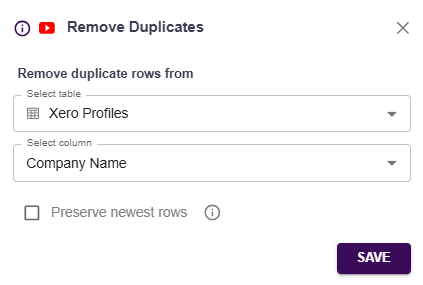 Remove Duplicates
Remove duplicate rows from
Select table
Xero Profiles
Select column
Company Name
Preserve newest rows
SAVE